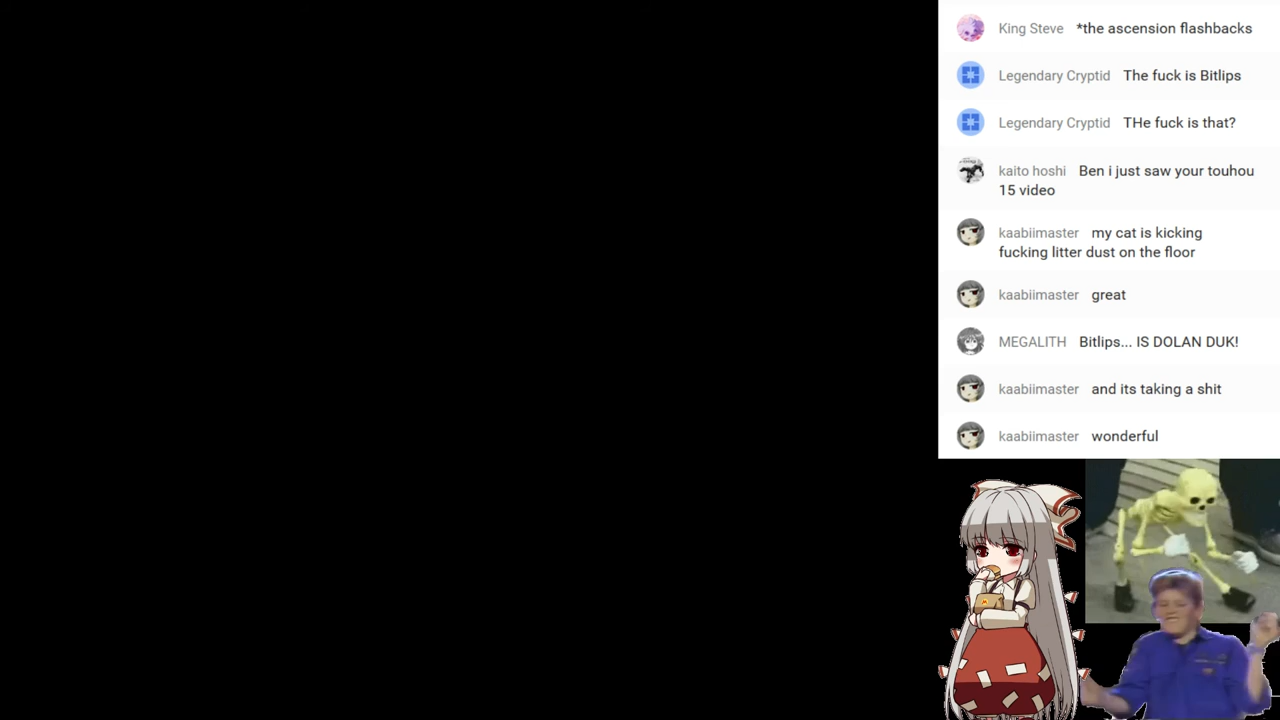 King Steve *the ascension flashbacks
Legendary Cryptid The fuck is Bitlips
Legendary Cryptid THe fuck is that?
kaito hoshi Ben i just saw your touhou
15 video
kaabiimaster my cat is kicking
fucking litter dust on the floor
kaabiimaster great
MEGALITH Bitlips... IS DOLAN DUK!
kaabiimaster and its taking a shit
kaabiimaster wonderful